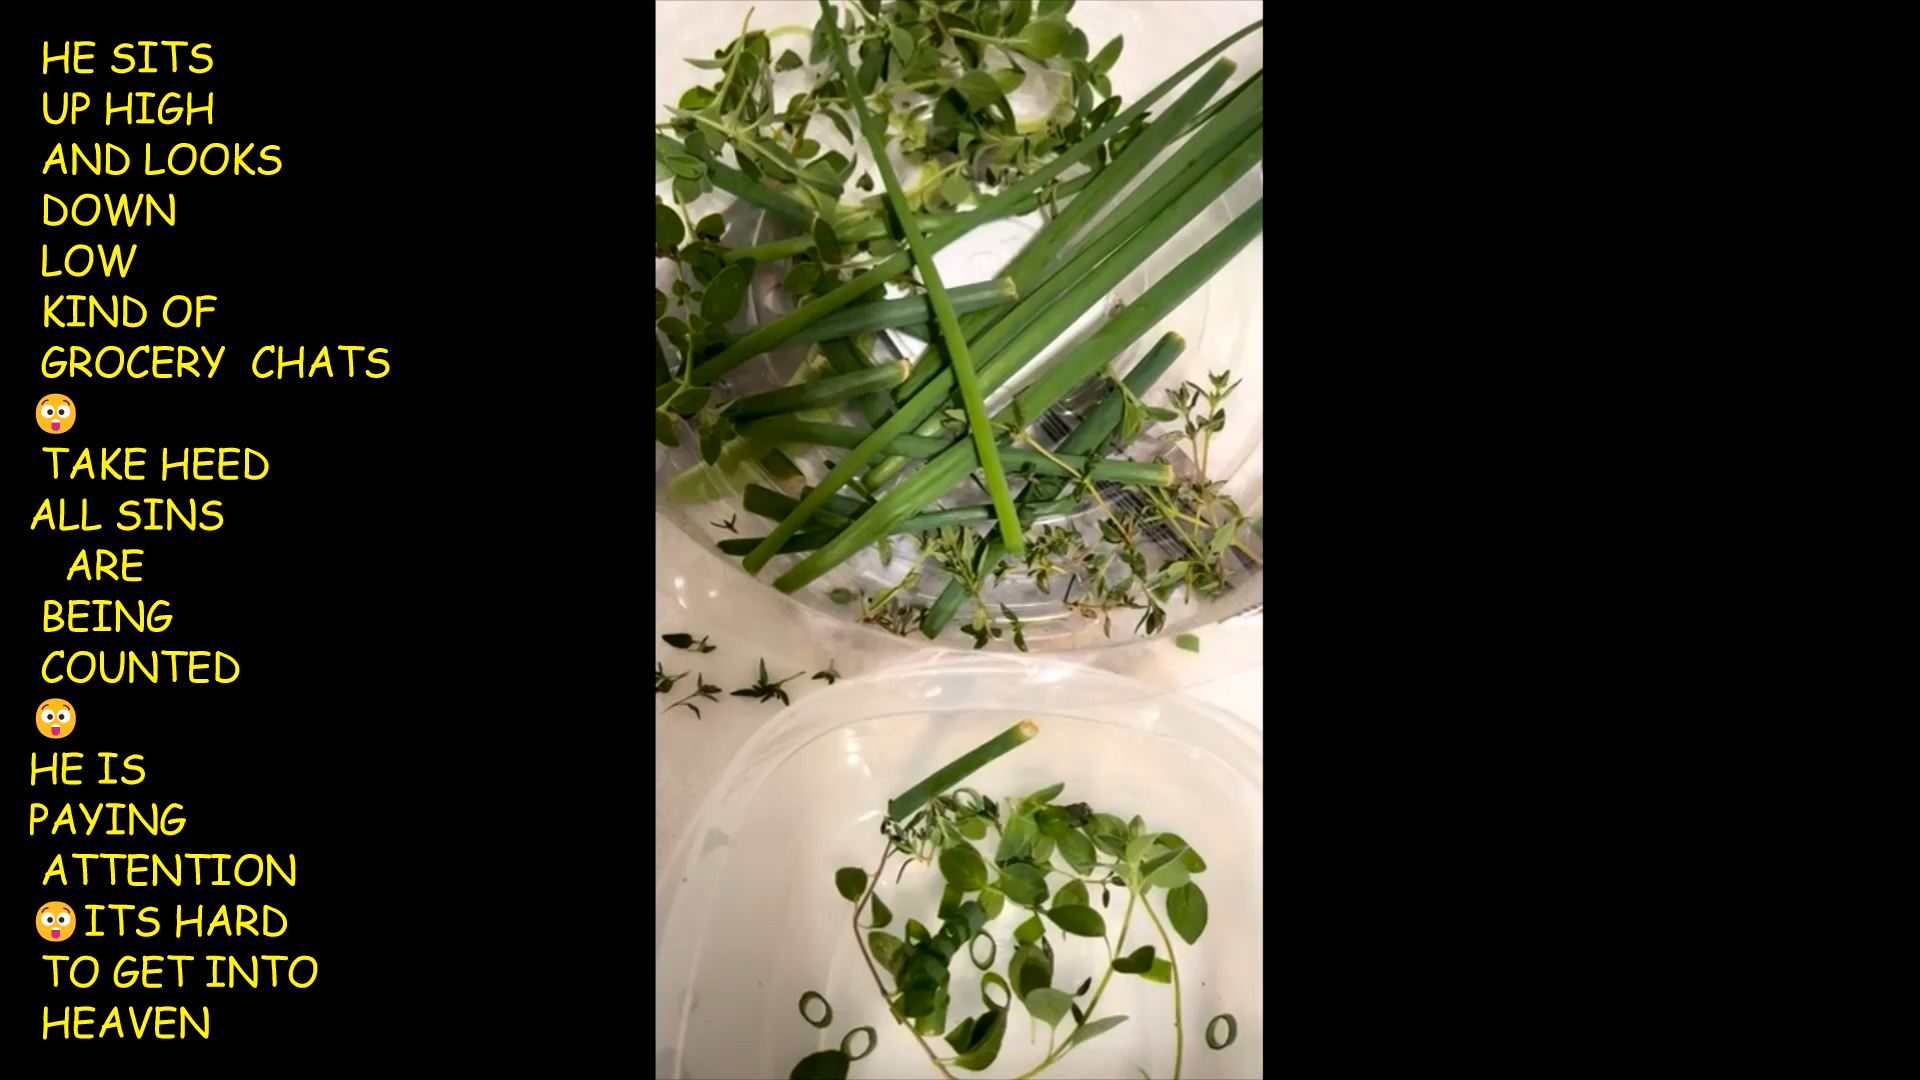 HE SITS
UP HIGH
AND LOOKS
DOWN
LOW
KIND OF
GROCERY CHATS
😲
TAKE HEED
ALL SINS
ARE
BEING
COUNTED
😲
HE IS
PAYING
ATTENTION
😲ITS HARD
TO GET INTO
HEAVEN